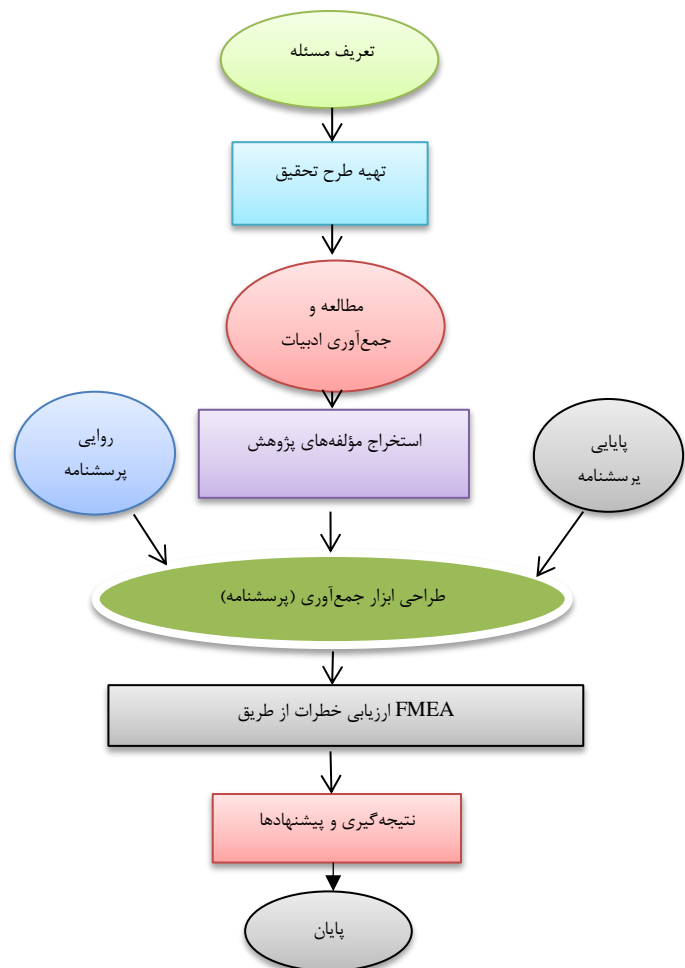 تعریف مسئله
تهیه طرح تحقیق
مطالعه و
جمع‌آوری ادبیات
استخراج مؤلفه‌های پژوهش
روایی
پرسشنامه
پایایی
پرسشنامه
طراحی ابزار جمع‌آوری (پرسشنامه)
FMEA ارزیابی خطرات از طریق
نتیجه‌گیری و پیشنهادها
پایان